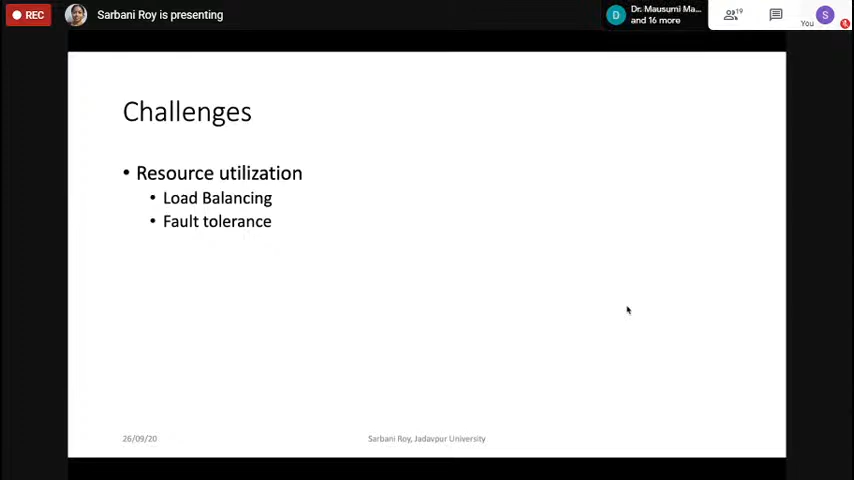 REC
Sarbani Roy is presenting
D
Dr. Mausumi Ma...
and 16 more
19
You
S
Challenges
• Resource utilization
• Load Balancing
• Fault tolerance
26/09/20
Sarbani Roy, Jadavpur University